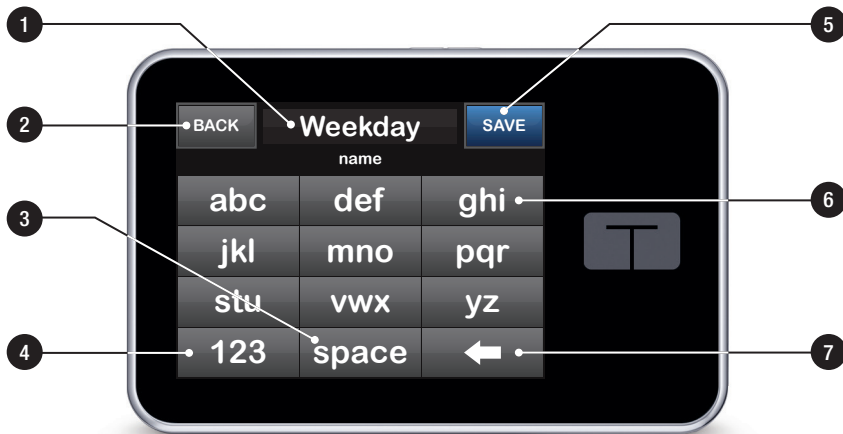 1
5
BACK
Weekday
SAVE
2
name
abc
def
ghi
6
3
jkl
mno
pqr
stu
vwx
yz
4
123
space
7